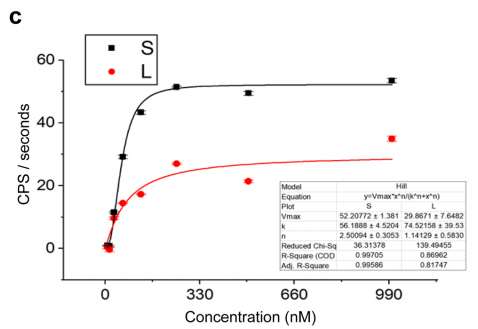 c
S
L
60
40
20
0
CPS / seconds
0 330 660 990
Concentration (nM)
Model Hill
Equation y=Vmax*x^n/(k^n+x^n)
Plot S L
Vmax 52.20772 ± 1.381 29.8671 ± 7.6482
k 56.1888 ± 4.5204 74.52158 ± 39.53
n 2.50094 ± 0.3053 1.14129 ± 0.5830
Reduced Chi-Sq 36.31378 139.49455
R-Square (COD 0.99705 0.86962
Adj. R-Square 0.99586 0.81747